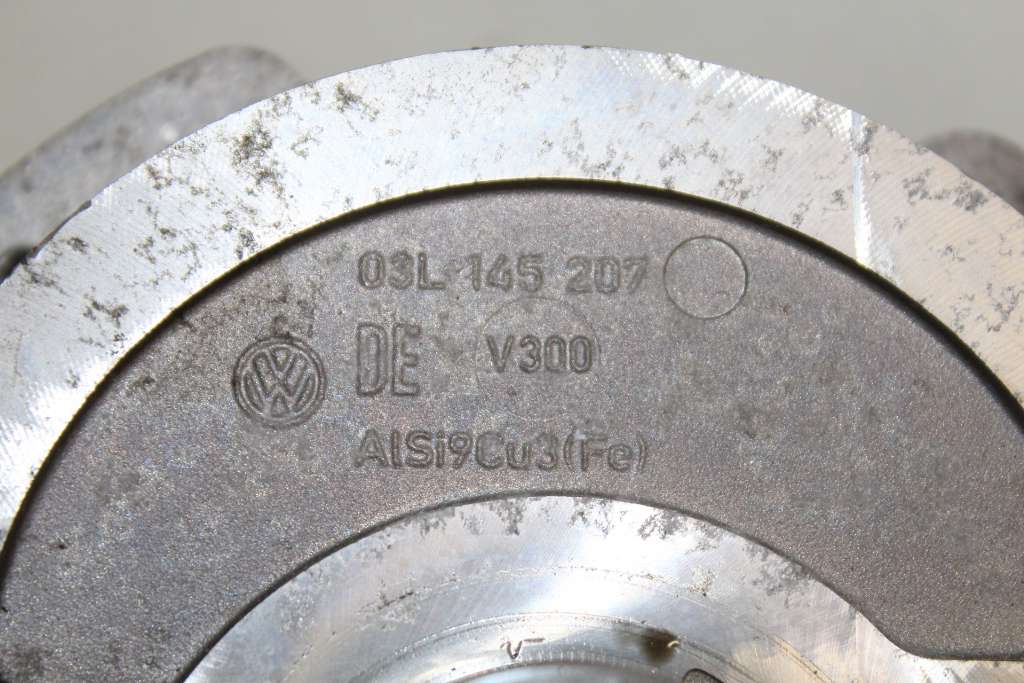 03L 145 207
DE V300
AlSi9Cu3(Fe)